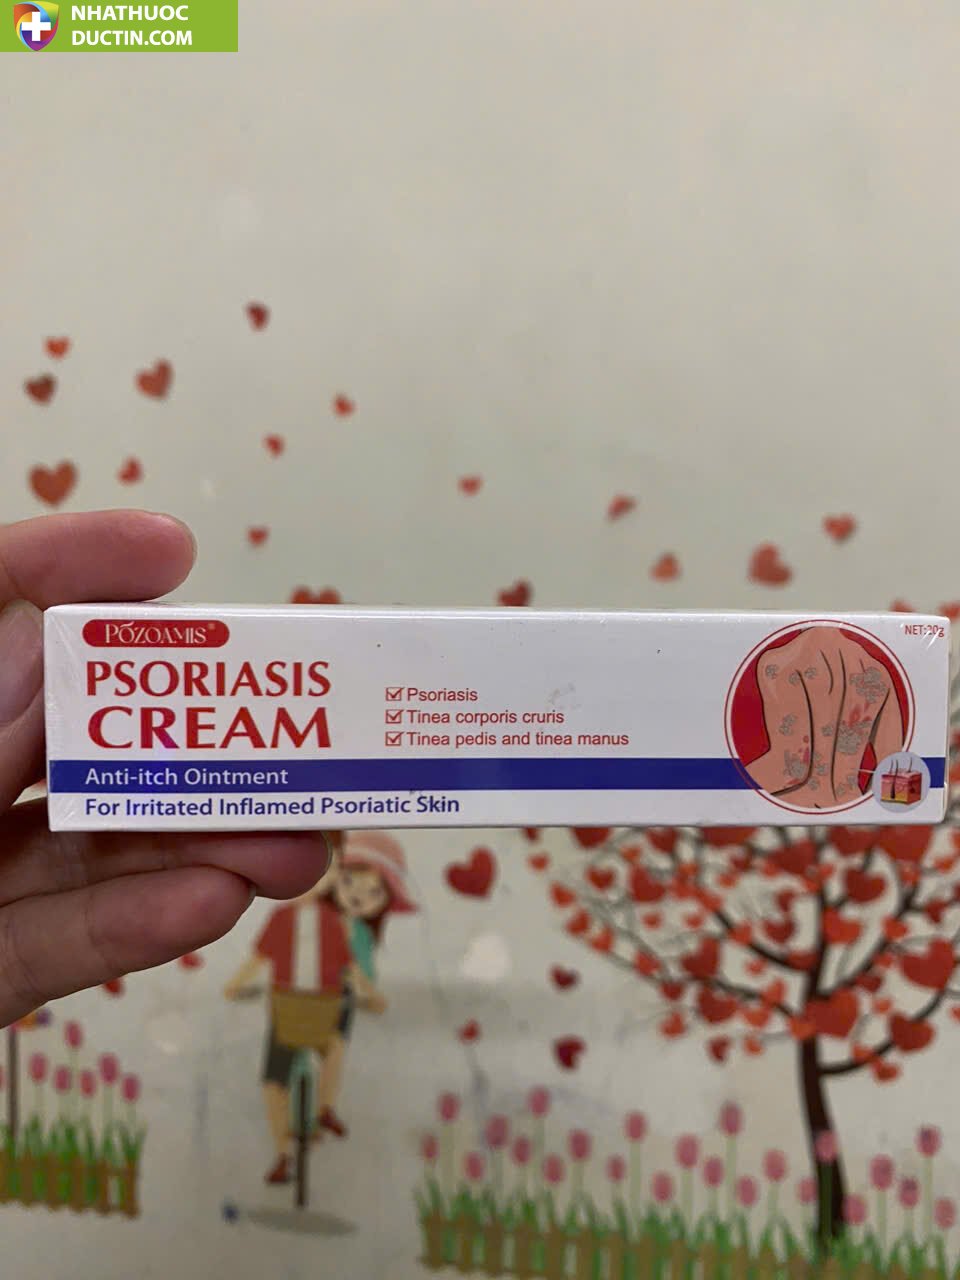 NHATHUOC
DUCTIN.COM
PŐZOAMIS®
PSORIASIS
CREAM
Anti-itch Ointment
For Irritated Inflamed Psoriatic Skin
Psoriasis
Tinea corporis cruris
Tinea pedis and tinea manus
NET:20g